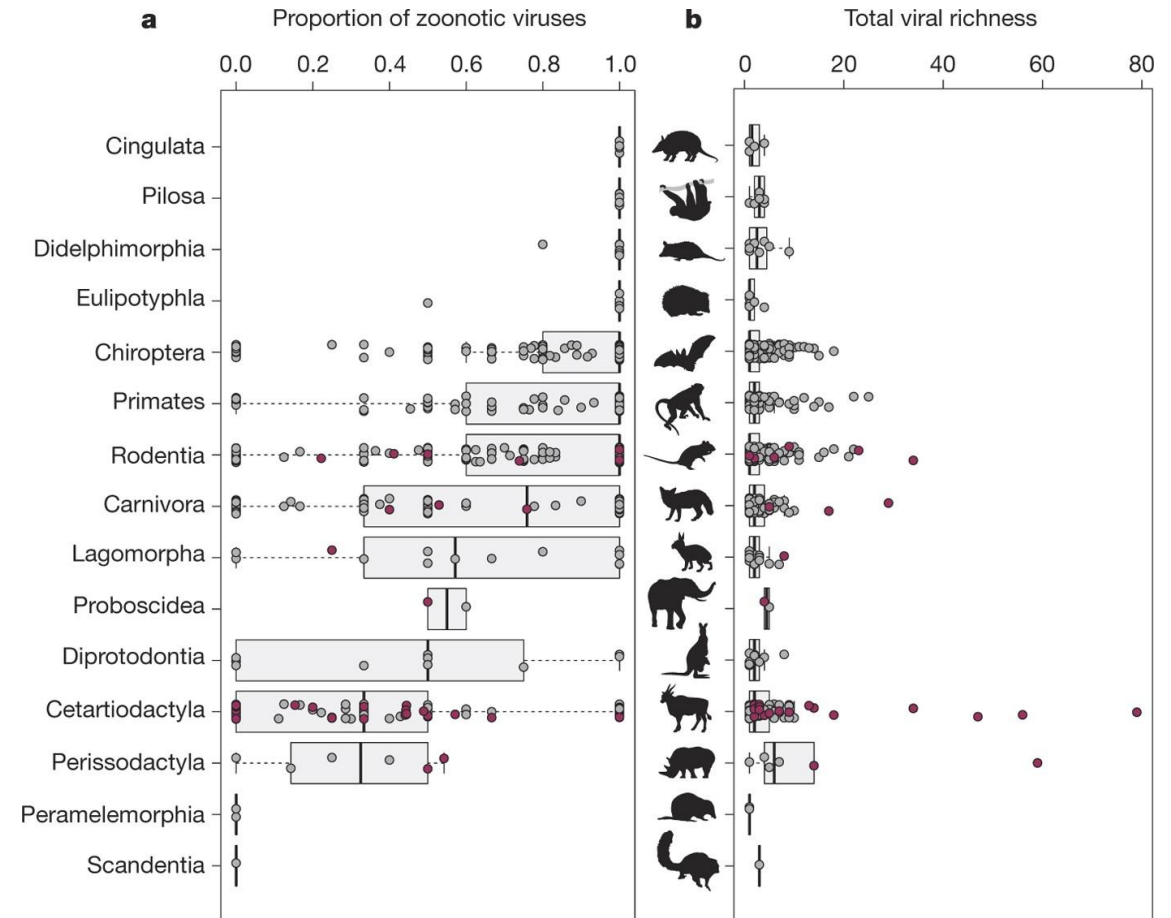 a Proportion of zoonotic viruses b Total viral richness
0.0 0.2 0.4 0.6 0.8 1.0 0 20 40 60 80
Cingulata
Pilosa
Didelphimorphia
Eulipotyphla
Chiroptera
Primates
Rodentia
Carnivora
Lagomorpha
Proboscidea
Diprotodontia
Cetartiodactyla
Perissodactyla
Peramelemorphia
Scandentia